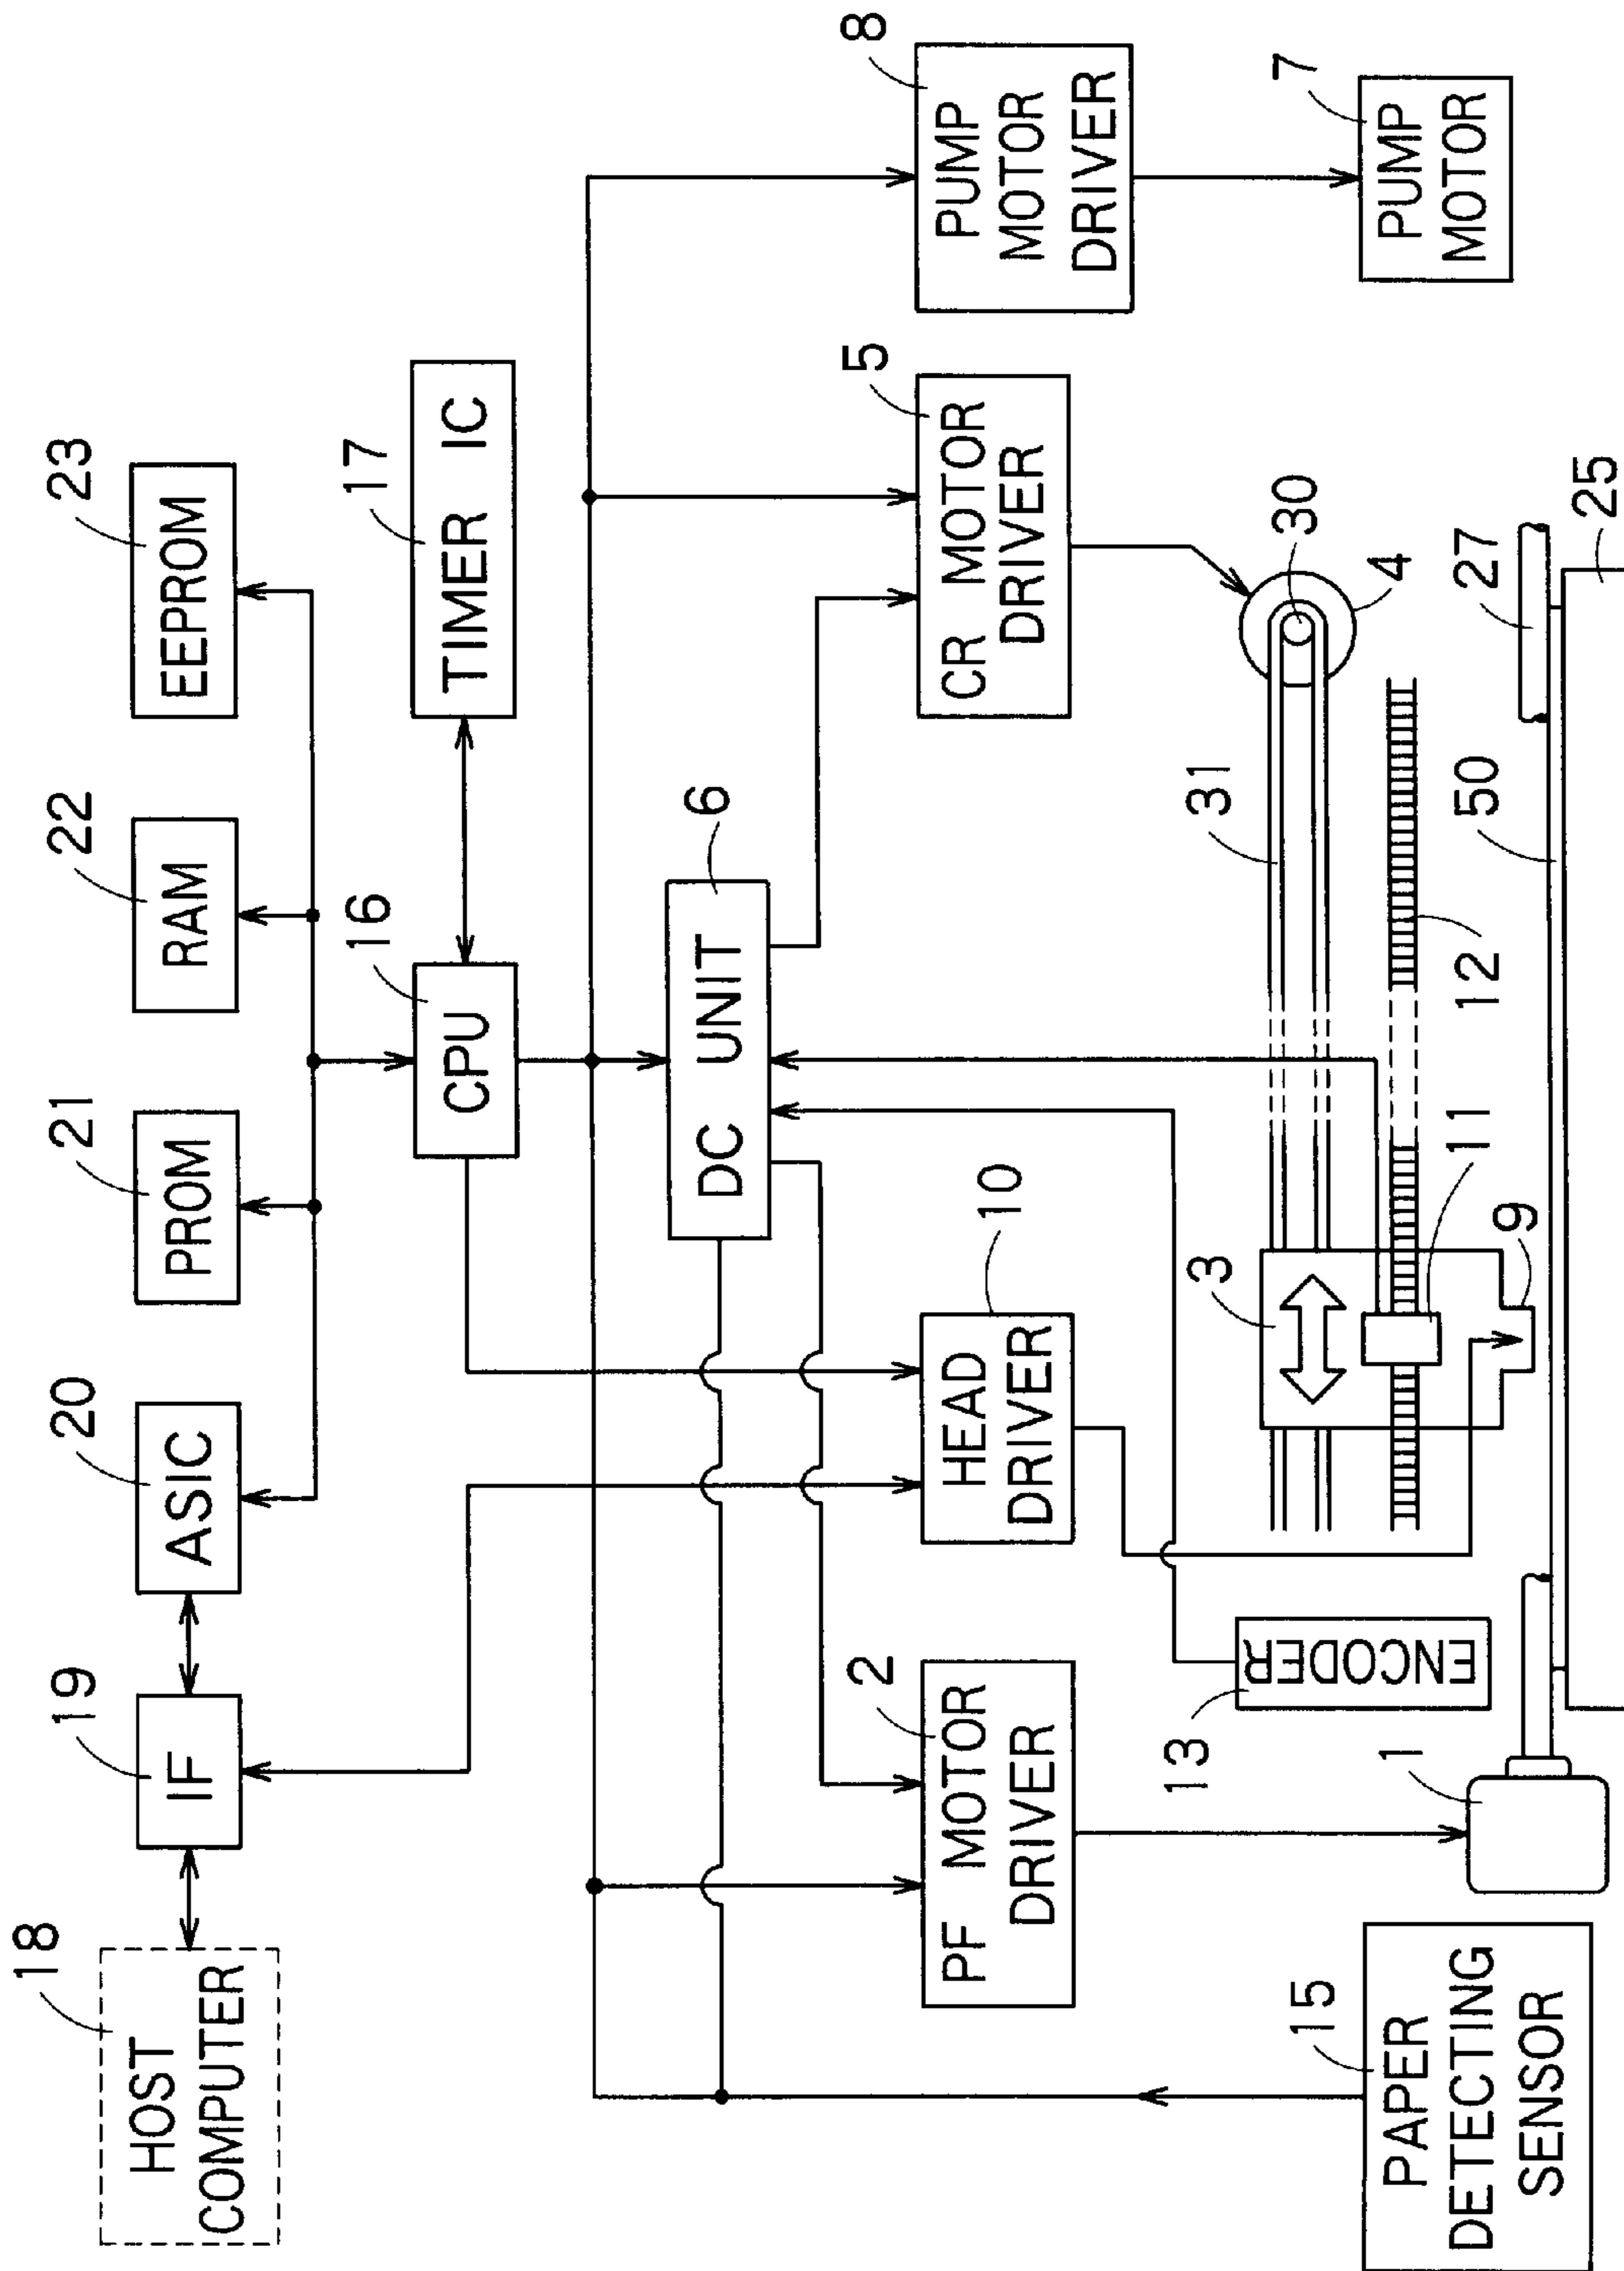 18
HOST
COMPUTER
19
IF
20
ASIC
21
PROM
22
RAM
23
EEPROM
16
CPU
17
TIMER IC
6
DC UNIT
2
PF MOTOR
DRIVER
10
HEAD
DRIVER
5
CR MOTOR
DRIVER
8
PUMP
MOTOR
DRIVER
7
PUMP
MOTOR
15
PAPER
DETECTING
SENSOR
1
13
ENCODER
3
31
30
4
11
12
9
50
27
25